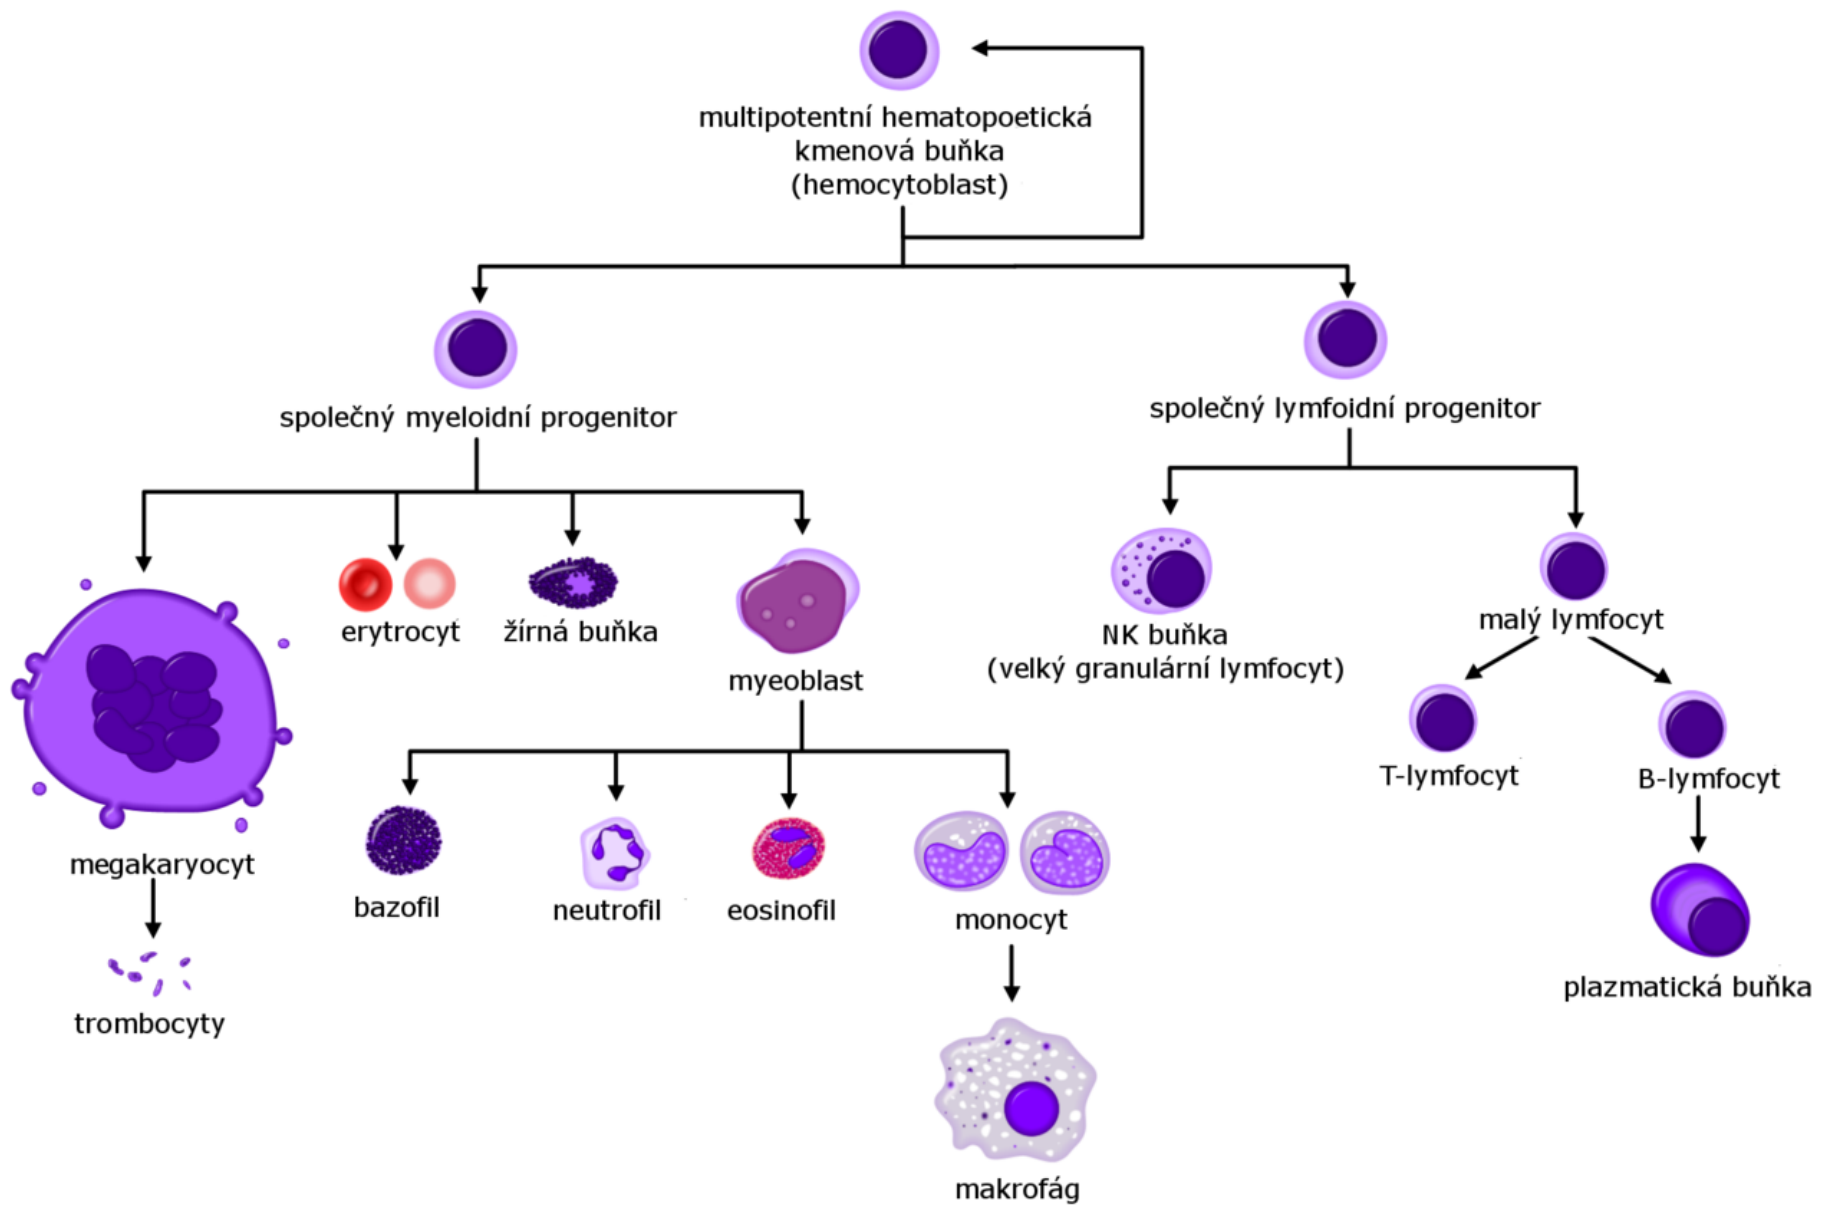 multipotentní hematopoetická
kmenová buňka
(hemocytoblast)
společný myeloidní progenitor
společný lymfoidní progenitor
erytrocyt
žírná buňka
myeoblast
NK buňka
(velký granulární lymfocyt)
malý lymfocyt
T-lymfocyt
B-lymfocyt
megakaryocyt
bazofil
neutrofil
eosinofil
monocyt
plazmatická buňka
trombocyty
makrofág